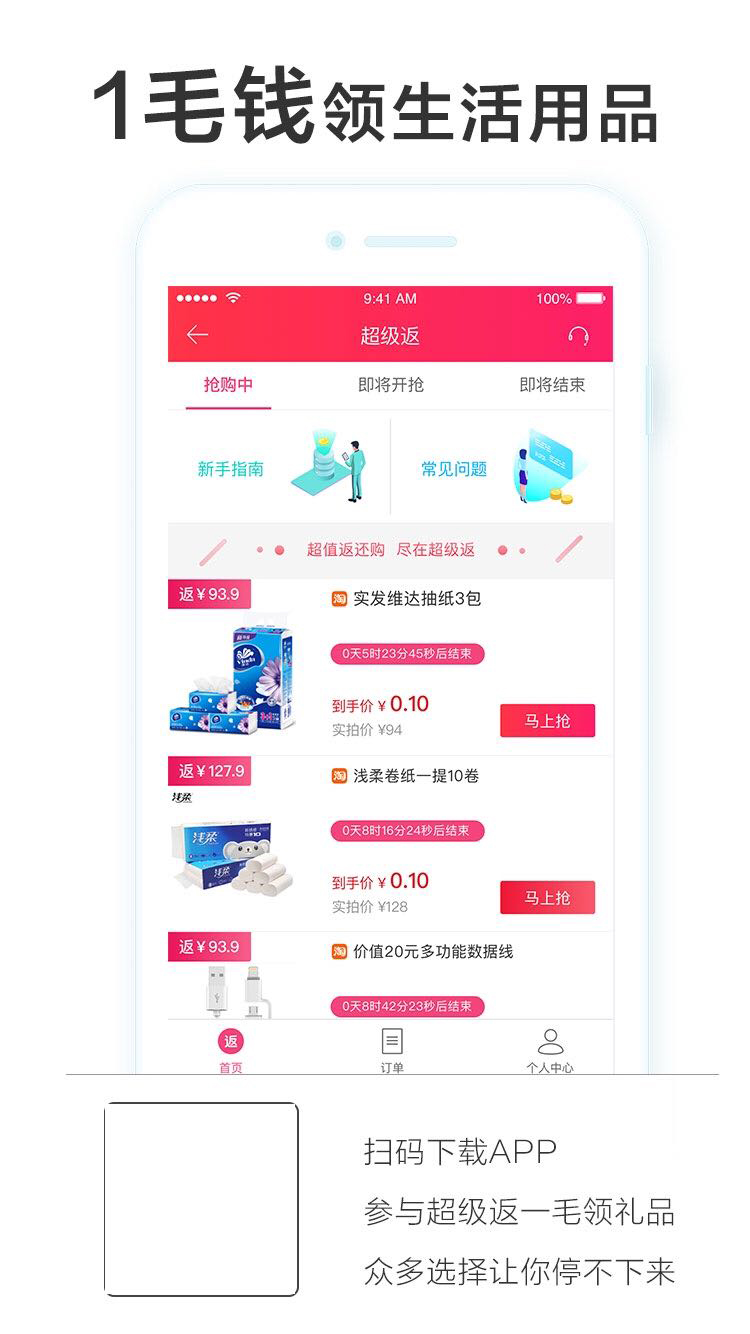 1毛钱领生活用品
9:41 AM 100%
超级返
抢购中 即将开抢 即将结束
新手指南 常见问题
超值返还购 尽在超级返
返￥93.9
实发维达抽纸3包
Vinda
0天5时23分45秒后结束
到手价￥0.10
实拍价 ¥94
马上抢
返￥127.9
浅柔卷纸一提10卷
浅柔
浅柔
浅柔
0天8时16分24秒后结束
到手价￥0.10
实拍价 ¥128
马上抢
返￥93.9
价值20元多功能数据线
0天8时42分23秒后结束
返
首页 订单 个人中心
扫码下载APP
参与超级返一毛领礼品
众多选择让你停不下来